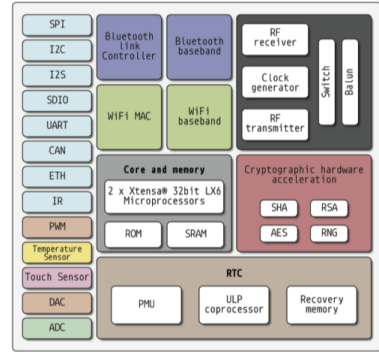 SPI
I2C
I2S
SDIO
UART
CAN
ETH
IR
PWM
Temperature
Sensor
Touch Sensor
DAC
ADC
Bluetooth
link
Controller
Bluetooth
baseband
WiFi MAC
WiFi
baseband
RF
receiver
Clock
generator
RF
transmitter
Switch
Balun
Core and memory
2 x Xtensa® 32bit LX6
Microprocessors
ROM
SRAM
Cryptographic hardware
acceleration
SHA
RSA
AES
RNG
RTC
PMU
ULP
coprocessor
Recovery
memory